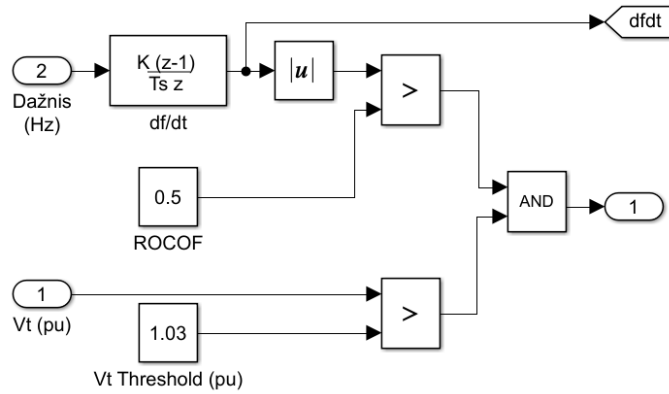 dfdt
2
Dažnis
(Hz)
K (z-1)
Ts z
df/dt
|u|
>
0.5
ROCOF
AND
1
1
Vt (pu)
1.03
Vt Threshold (pu)
>